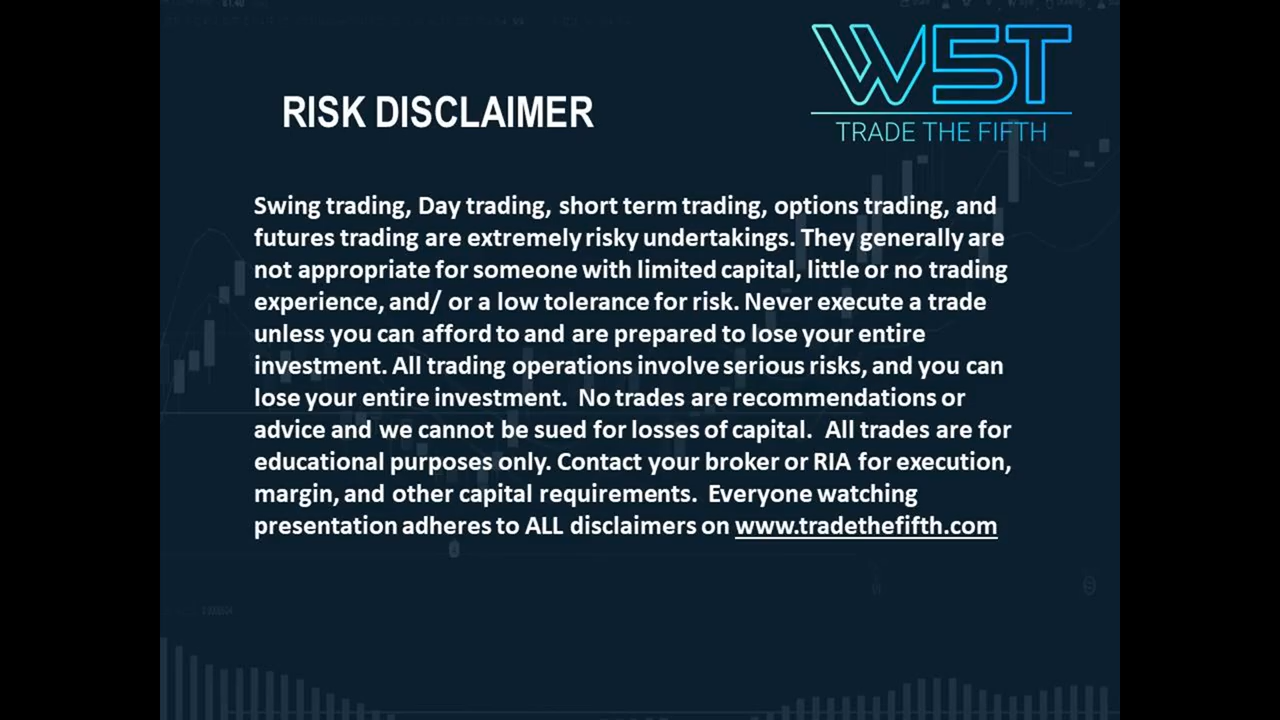 W5T
TRADE THE FIFTH
RISK DISCLAIMER
Swing trading, Day trading, short term trading, options trading, and
futures trading are extremely risky undertakings. They generally are
not appropriate for someone with limited capital, little or no trading
experience, and/ or a low tolerance for risk. Never execute a trade
unless you can afford to and are prepared to lose your entire
investment. All trading operations involve serious risks, and you can
lose your entire investment.  No trades are recommendations or
advice and we cannot be sued for losses of capital.  All trades are for
educational purposes only. Contact your broker or RIA for execution,
margin, and other capital requirements.  Everyone watching
presentation adheres to ALL disclaimers on www.tradethefifth.com